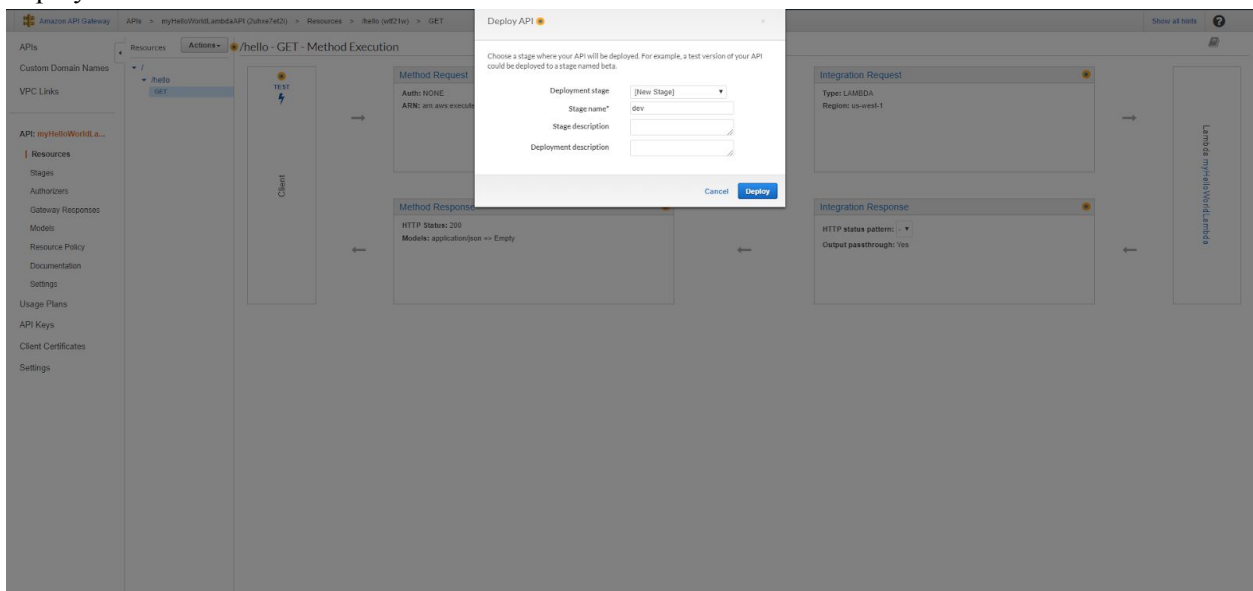 Amazon API Gateway
APIs > myHelloWorldLambdaAPI (2uhxe7et2i) > Resources > /hello > GET
Show all hints
APIs
Custom Domain Names
VPC Links
API: myHelloWorldLa...
Resources
Stages
Authorizers
Gateway Responses
Models
Resource Policy
Documentation
Settings
Usage Plans
API Keys
Client Certificates
Settings
Resources
Actions
/
/hello
GET
/hello - GET - Method Execution
TEST
Client
Method Request
Auth: NONE
ARN: arn:aws:execute
Integration Request
Type: LAMBDA
Region: us-west-1
Method Response
HTTP Status: 200
Models: application/json => Empty
Integration Response
HTTP status pattern: -
Output passthrough: Yes
Lambda myHelloWorldLambda
Deploy API
×
Choose a stage where your API will be deployed. For example, a test version of your API
could be deployed to a stage named beta.
Deployment stage [New Stage]
Stage name* dev
Stage description
Deployment description
Cancel Deploy